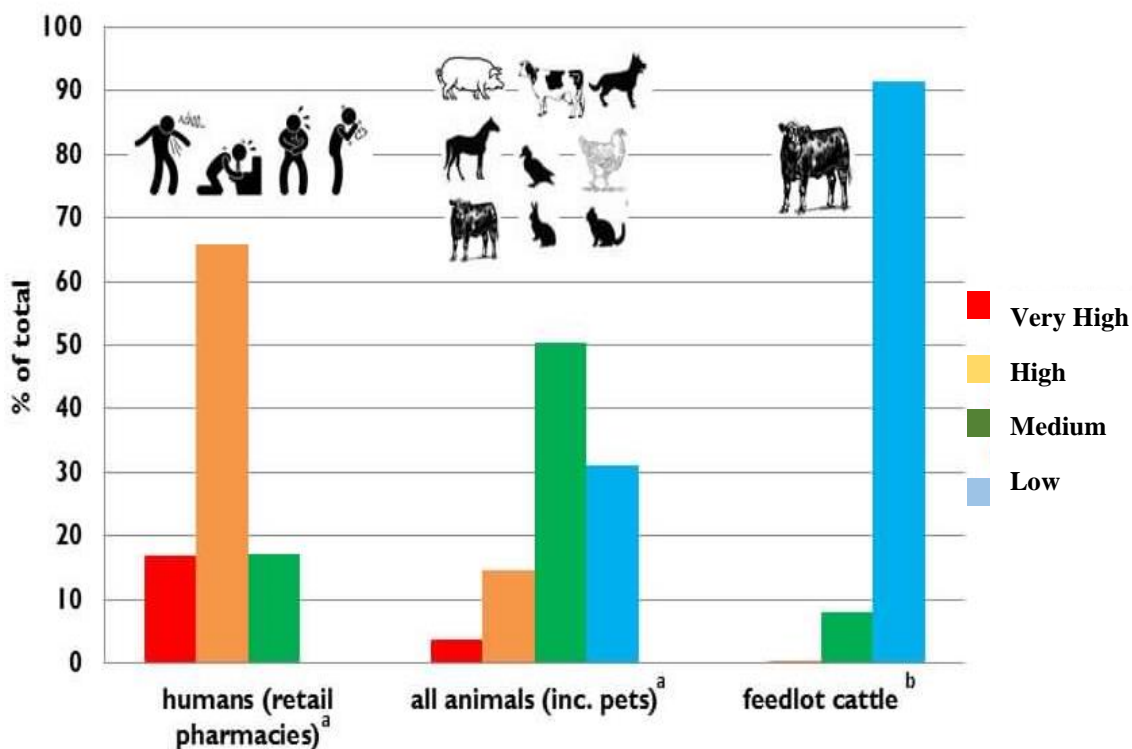 100
90
80
70
60
50
40
30
20
10
0
% of total
humans (retail
pharmacies)a
all animals (inc. pets)a
feedlot cattle b
Very High
High
Medium
Low